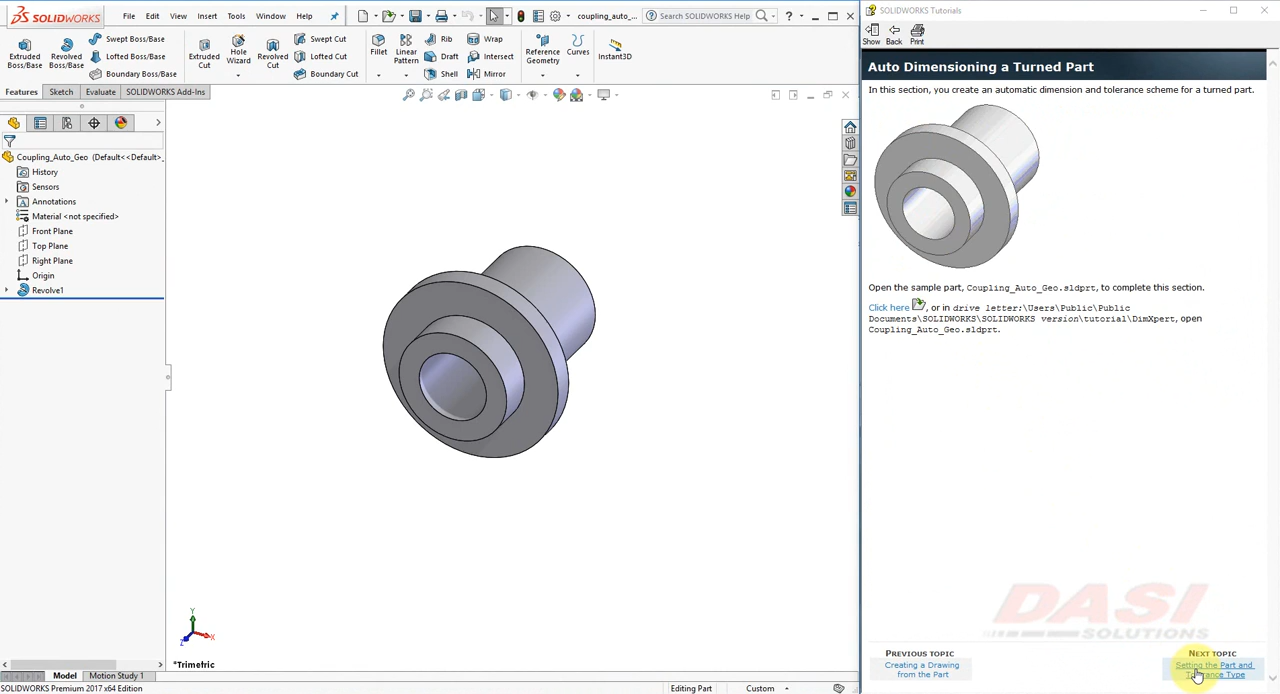 SOLIDWORKS
File Edit View Insert Tools Window Help
coupling_auto_...
Search SOLIDWORKS Help
?
Extruded Boss/Base
Revolved Boss/Base
Swept Boss/Base
Lofted Boss/Base
Boundary Boss/Base
Extruded Cut
Hole Wizard
Revolved Cut
Swept Cut
Lofted Cut
Boundary Cut
Fillet
Linear Pattern
Rib
Draft
Shell
Wrap
Intersect
Mirror
Reference Geometry
Curves
Instant3D
Features Sketch Evaluate SOLIDWORKS Add-Ins
Coupling_Auto_Geo (Default<<Default>_
History
Sensors
Annotations
Material <not specified>
Front Plane
Top Plane
Right Plane
Origin
Revolve1
Y
X
Z
*Trimetric
Model Motion Study 1
SOLIDWORKS Premium 2017 x64 Edition
Editing Part
Custom
SOLIDWORKS Tutorials
Show Back Print
Auto Dimensioning a Turned Part
In this section, you create an automatic dimension and tolerance scheme for a turned part.
Open the sample part, Coupling_Auto_Geo.sldprt, to complete this section.
Click here , or in drive letter:\Users\Public\Public
Documents\SOLIDWORKS\SOLIDWORKS version\tutorial\DimXpert, open
Coupling_Auto_Geo.sldprt.
DASI
SOLUTIONS
PREVIOUS TOPIC
Creating a Drawing
from the Part
NEXT TOPIC
Setting the Part and
Tolerance Type